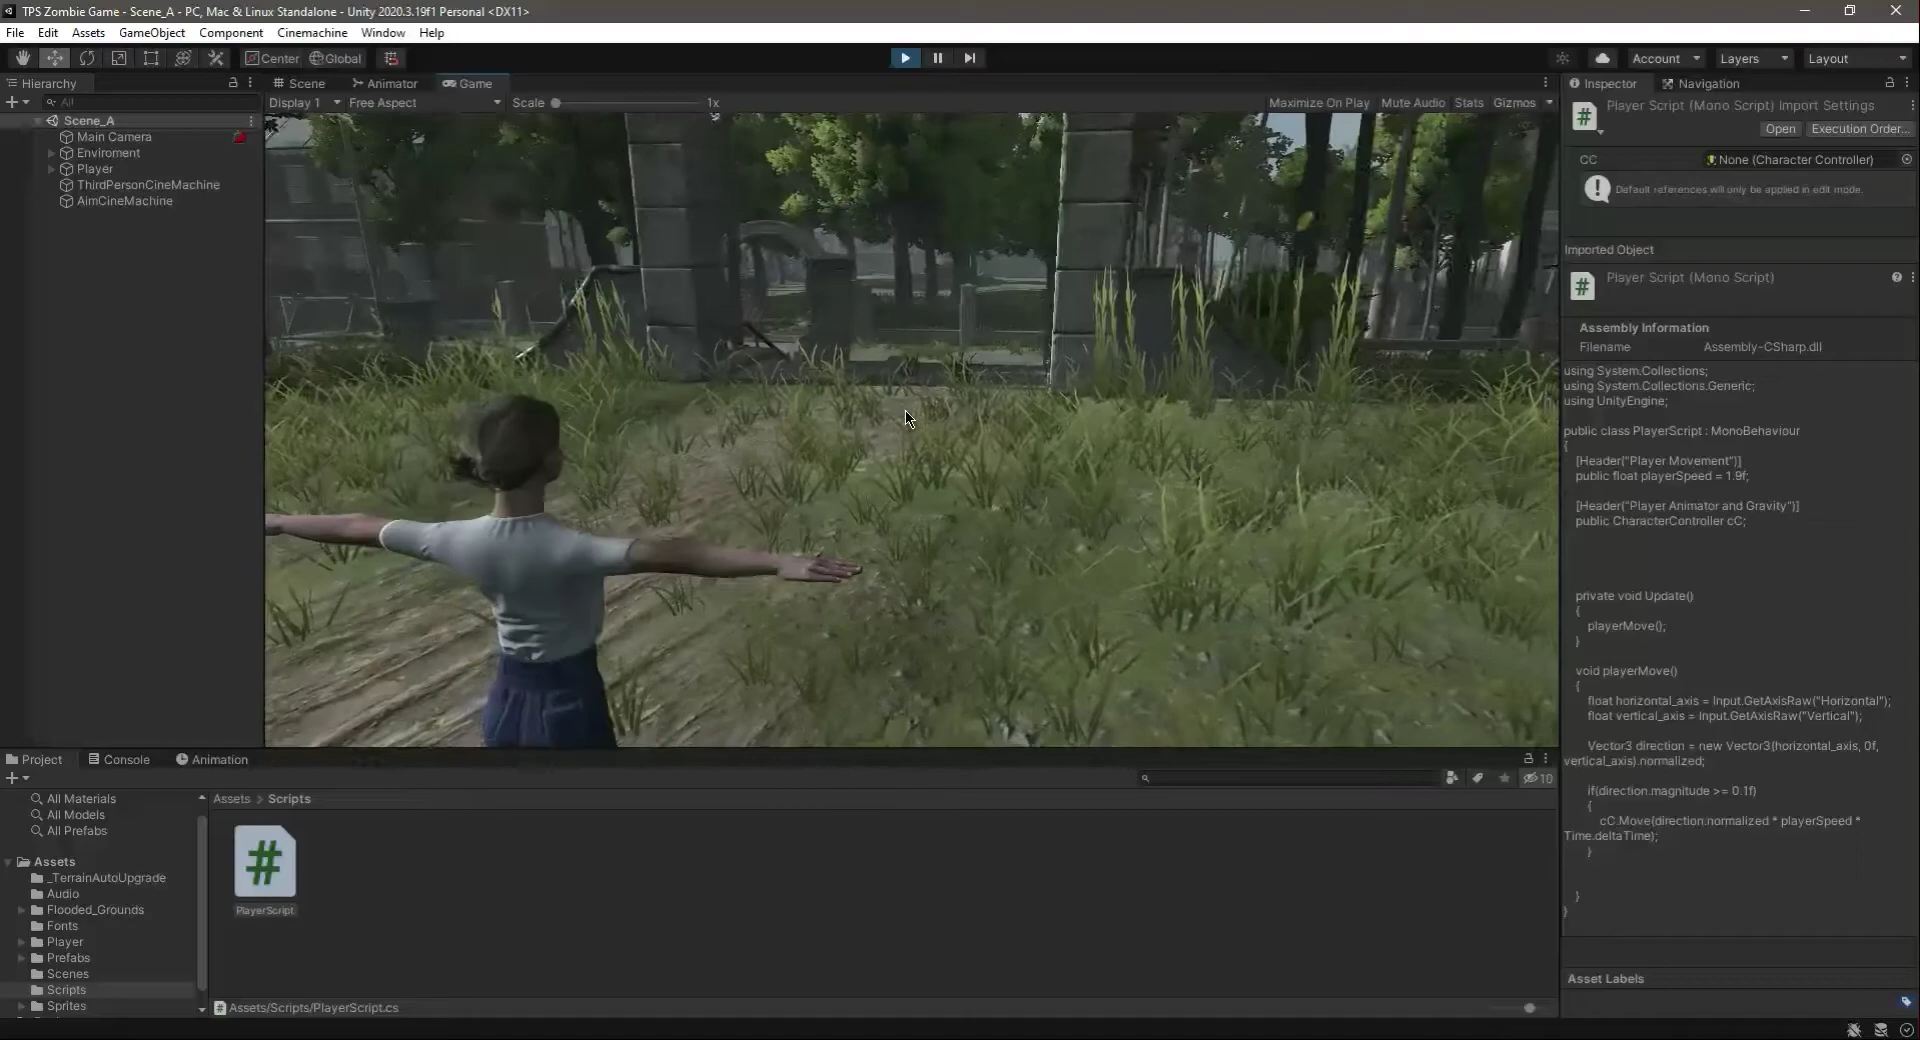 TPS Zombie Game - Scene_A - PC, Mac & Linux Standalone - Unity 2020.3.19f1 Personal <DX11>
File Edit Assets GameObject Component Cinemachine Window Help
Center Global Account Layers Layout
Hierarchy Scene Animator Game Inspector Navigation
All Display 1 Free Aspect Scale 1x Maximize On Play Mute Audio Stats Gizmos
Scene_A
Main Camera
Enviroment
Player
ThirdPersonCineMachine
AimCineMachine
Player Script (Mono Script) Import Settings
Open Execution Order...
CC None (Character Controller)
Default references will only be applied in edit mode.
Imported Object
Player Script (Mono Script)
Assembly Information
Filename Assembly-CSharp.dll
using System.Collections;
using System.Collections.Generic;
using UnityEngine;
public class PlayerScript : MonoBehaviour
{
[Header("Player Movement")]
public float playerSpeed = 1.9f;
[Header("Player Animator and Gravity")]
public CharacterController cC;
private void Update()
{
playerMove();
}
void playerMove()
{
float horizontal_axis = Input.GetAxisRaw("Horizontal");
float vertical_axis = Input.GetAxisRaw("Vertical");
Vector3 direction = new Vector3(horizontal_axis, 0f,
vertical_axis).normalized;
if(direction.magnitude >= 0.1f)
{
cC.Move(direction.normalized * playerSpeed *
Time.deltaTime);
}
}
}
Asset Labels
Project Console Animation
10
All Materials
All Models
All Prefabs
Assets
_TerrainAutoUpgrade
Audio
Flooded_Grounds
Fonts
Player
Prefabs
Scenes
Scripts
Sprites
Assets > Scripts
PlayerScript
Assets/Scripts/PlayerScript.cs